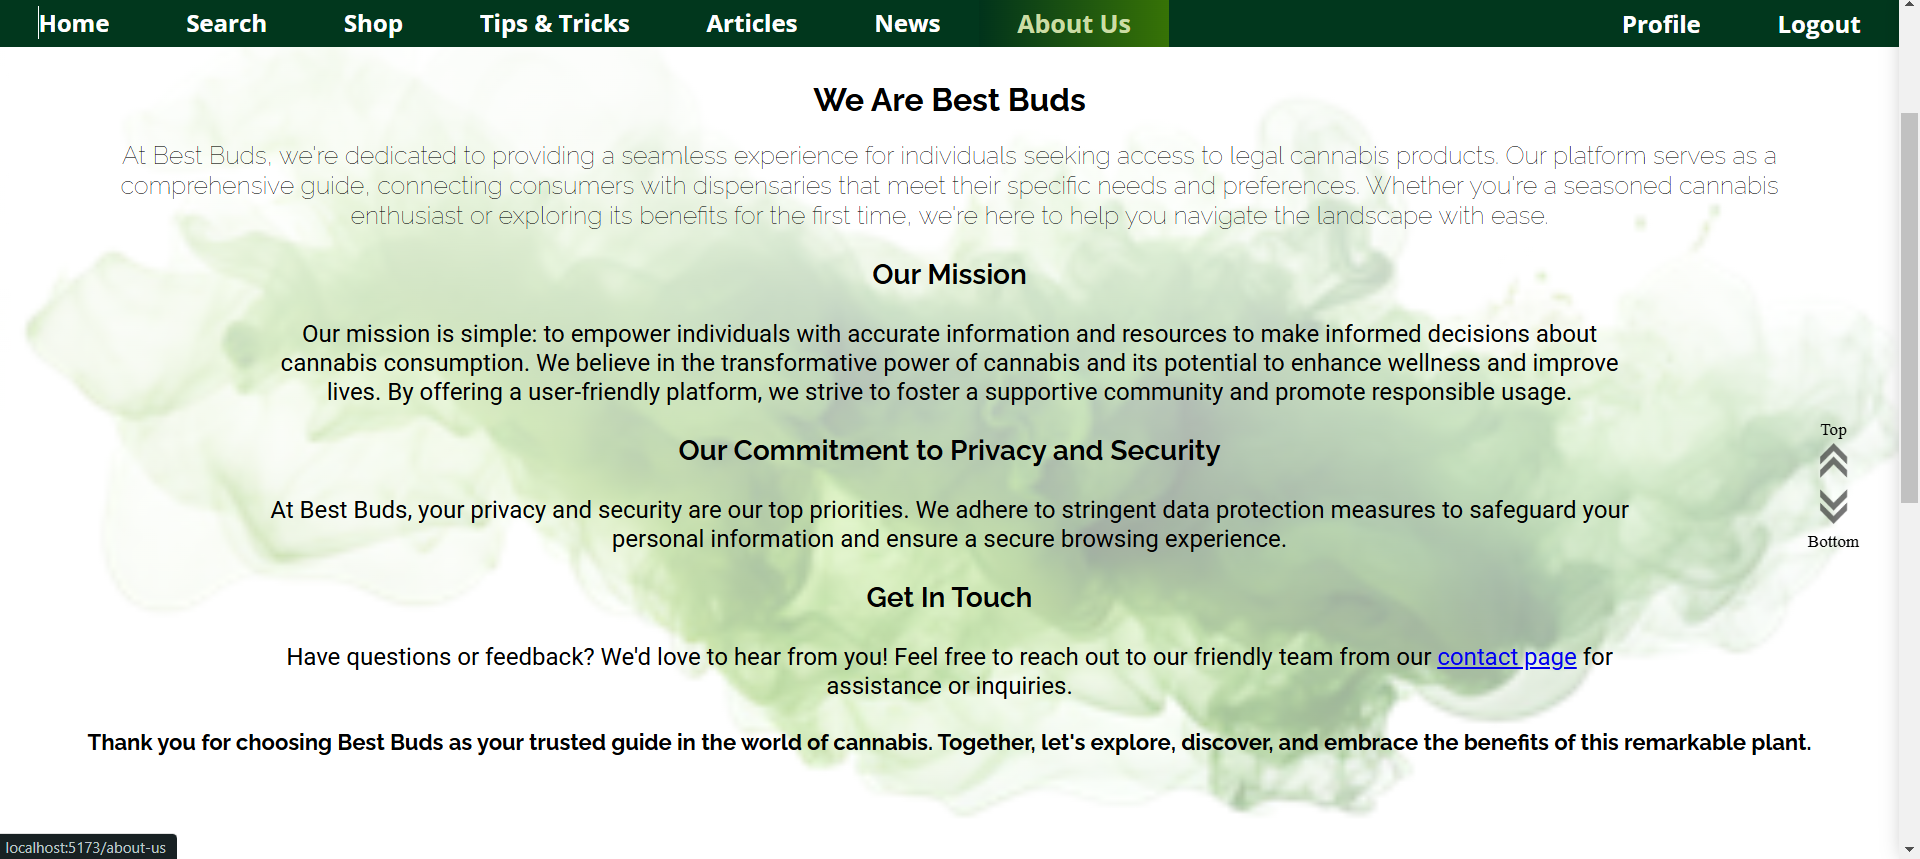 Home Search Shop Tips & Tricks Articles News About Us Profile Logout
We Are Best Buds
At Best Buds, we're dedicated to providing a seamless experience for individuals seeking access to legal cannabis products. Our platform serves as a
comprehensive guide, connecting consumers with dispensaries that meet their specific needs and preferences. Whether you're a seasoned cannabis
enthusiast or exploring its benefits for the first time, we're here to help you navigate the landscape with ease.
Our Mission
Our mission is simple: to empower individuals with accurate information and resources to make informed decisions about
cannabis consumption. We believe in the transformative power of cannabis and its potential to enhance wellness and improve
lives. By offering a user-friendly platform, we strive to foster a supportive community and promote responsible usage.
Top
Our Commitment to Privacy and Security
At Best Buds, your privacy and security are our top priorities. We adhere to stringent data protection measures to safeguard your
personal information and ensure a secure browsing experience.
Bottom
Get In Touch
Have questions or feedback? We'd love to hear from you! Feel free to reach out to our friendly team from our contact page for
assistance or inquiries.
Thank you for choosing Best Buds as your trusted guide in the world of cannabis. Together, let's explore, discover, and embrace the benefits of this remarkable plant.
localhost:5173/about-us